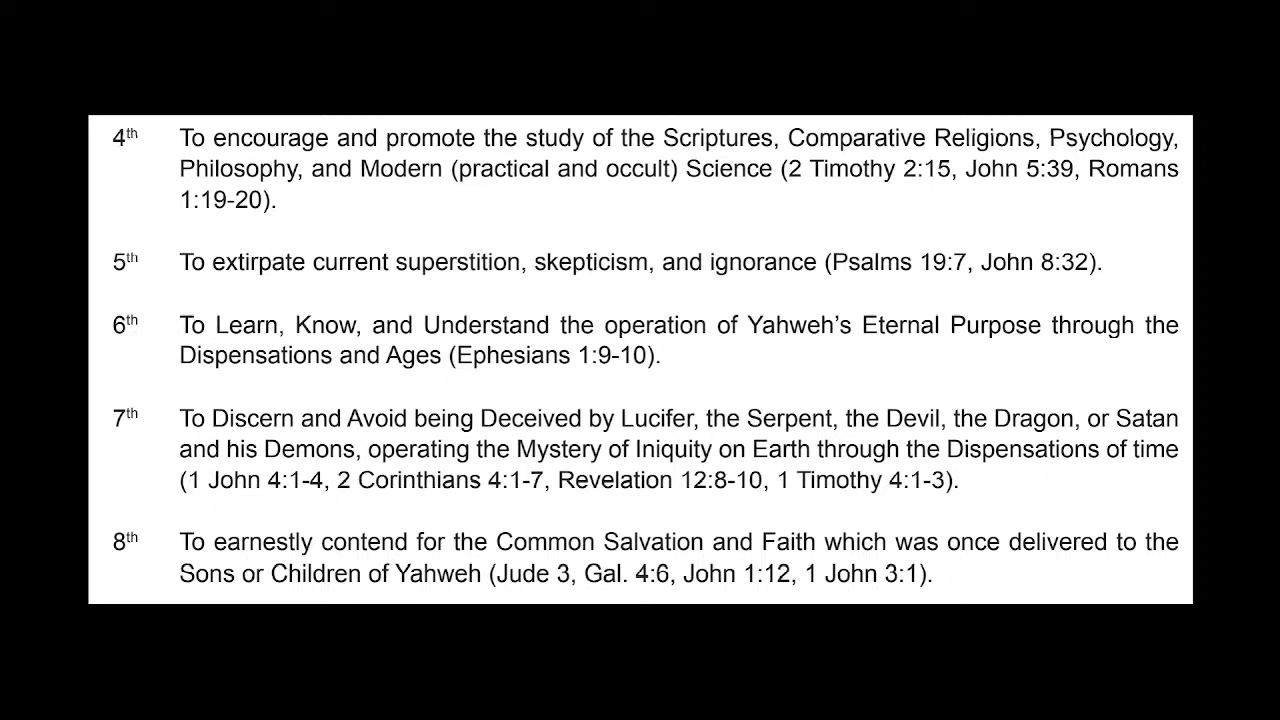 4th To encourage and promote the study of the Scriptures, Comparative Religions, Psychology,
Philosophy, and Modern (practical and occult) Science (2 Timothy 2:15, John 5:39, Romans
1:19-20).
5th To extirpate current superstition, skepticism, and ignorance (Psalms 19:7, John 8:32).
6th To Learn, Know, and Understand the operation of Yahweh’s Eternal Purpose through the
Dispensations and Ages (Ephesians 1:9-10).
7th To Discern and Avoid being Deceived by Lucifer, the Serpent, the Devil, the Dragon, or Satan
and his Demons, operating the Mystery of Iniquity on Earth through the Dispensations of time
(1 John 4:1-4, 2 Corinthians 4:1-7, Revelation 12:8-10, 1 Timothy 4:1-3).
8th To earnestly contend for the Common Salvation and Faith which was once delivered to the
Sons or Children of Yahweh (Jude 3, Gal. 4:6, John 1:12, 1 John 3:1).